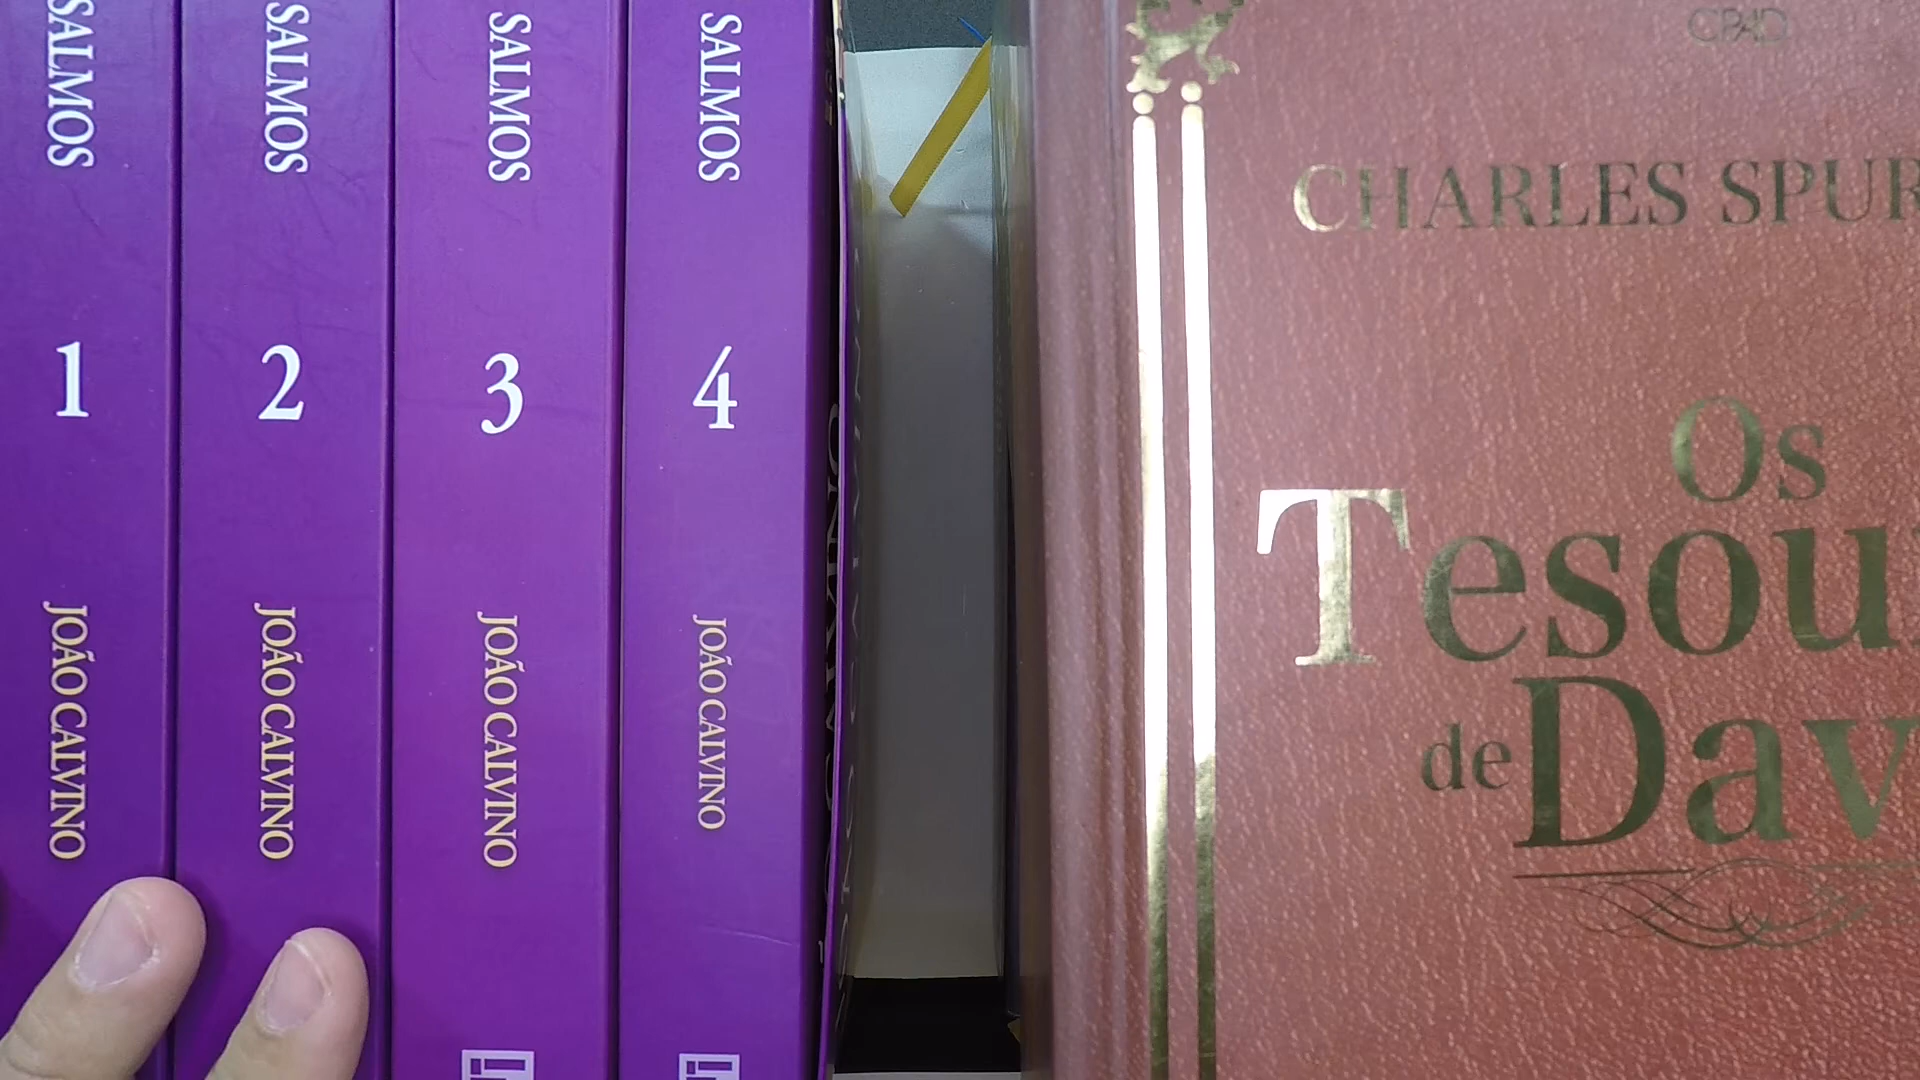 SALMOS
1
JOÃO CALVINO
SALMOS
2
JOÃO CALVINO
SALMOS
3
JOÃO CALVINO
SALMOS
4
JOÃO CALVINO
CPAD
CHARLES SPUR
Os
Tesou
de Dav